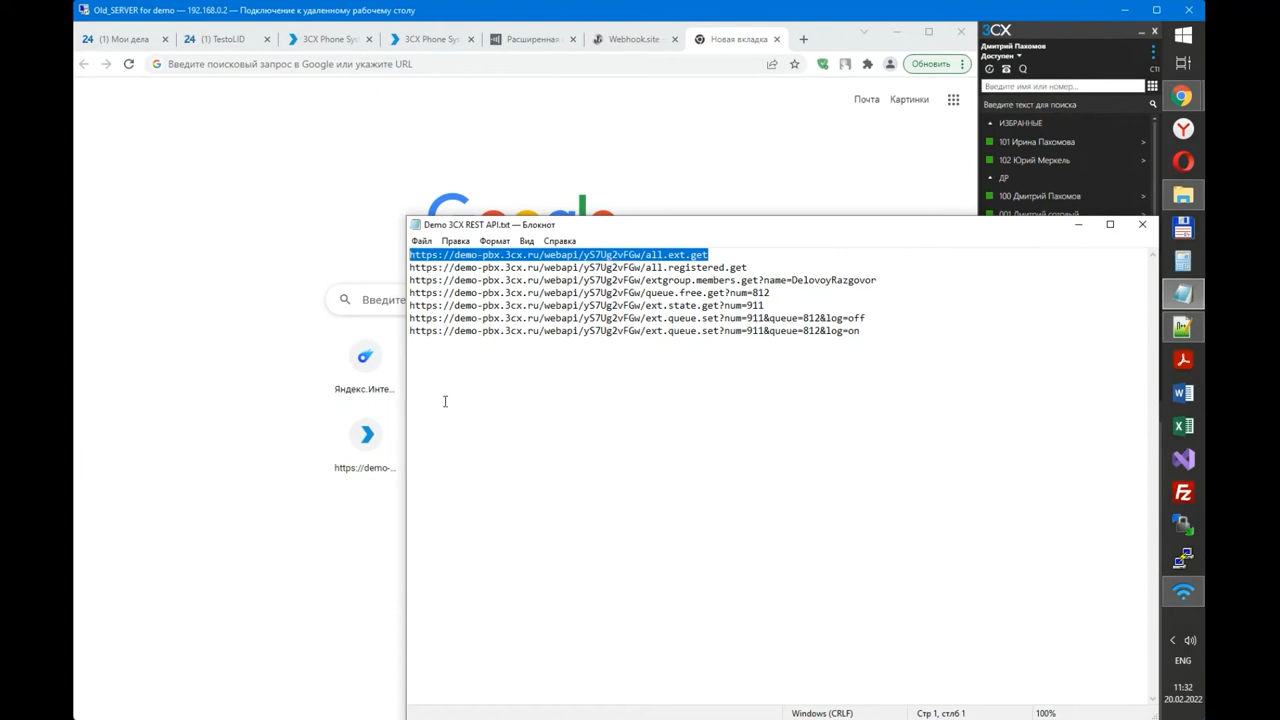 Old_SERVER for demo — 192.168.0.2 — Подключение к удаленному рабочему столу
24 (1) Мои дела
24 (1) TestoLID
3CX Phone Sys
3CX Phone Sys
Расширенная
Webhook.site -
Новая вкладка
Введите поисковый запрос в Google или укажите URL
Обновить
Почта
Картинки
Введите
Яндекс.Инте...
https://demo-...
3CX
Дмитрий Пахомов
Доступен
CTI
Введите имя или номер...
Введите текст для поиска
ИЗБРАННЫЕ
101 Ирина Пахомова
102 Юрий Меркель
ДР
100 Дмитрий Пахомов
001 Дмитрий сотовый
Demo 3CX REST API.txt — Блокнот
Файл Правка Формат Вид Справка
https://demo-pbx.3cx.ru/webapi/yS7Ug2vFGw/all.ext.get
https://demo-pbx.3cx.ru/webapi/yS7Ug2vFGw/all.registered.get
https://demo-pbx.3cx.ru/webapi/yS7Ug2vFGw/extgroup.members.get?name=DelovoyRazgovor
https://demo-pbx.3cx.ru/webapi/yS7Ug2vFGw/queue.free.get?num=812
https://demo-pbx.3cx.ru/webapi/yS7Ug2vFGw/ext.state.get?num=911
https://demo-pbx.3cx.ru/webapi/yS7Ug2vFGw/ext.queue.set?num=911&queue=812&log=off
https://demo-pbx.3cx.ru/webapi/yS7Ug2vFGw/ext.queue.set?num=911&queue=812&log=on
Windows (CRLF)
Стр 1, стлб 1
100%
ENG
11:32
20.02.2022